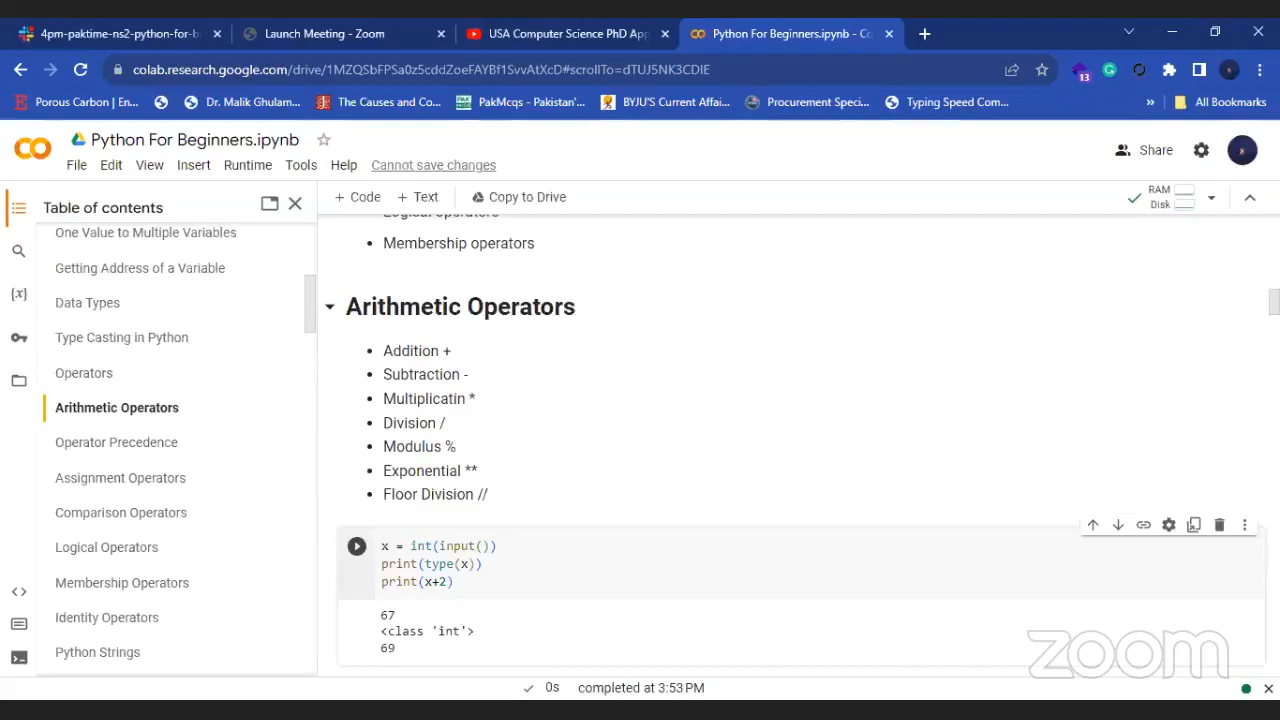 4pm-paktime-ns2-python-for-b
Launch Meeting - Zoom
USA Computer Science PhD App
Python For Beginners.ipynb - Co
colab.research.google.com/drive/1MZQSbFPSa0z5cddZoeFAYBf1SvvAtXcD#scrollTo=dTUJ5NK3CDIE
13
Porous Carbon | En...
Dr. Malik Ghulam...
The Causes and Co...
PakMcqs - Pakistan'...
BYJU'S Current Affai...
Procurement Speci...
Typing Speed Com...
»
All Bookmarks
Python For Beginners.ipynb
File Edit View Insert Runtime Tools Help Cannot save changes
Share
+ Code + Text Copy to Drive
RAM
Disk
Table of contents
One Value to Multiple Variables
Getting Address of a Variable
Data Types
Type Casting in Python
Operators
Arithmetic Operators
Operator Precedence
Assignment Operators
Comparison Operators
Logical Operators
Membership Operators
Identity Operators
Python Strings
Logical operators
• Membership operators
Arithmetic Operators
• Addition +
• Subtraction -
• Multiplicatin *
• Division /
• Modulus %
• Exponential **
• Floor Division //
x = int(input())
print(type(x))
print(x+2)
67
<class 'int'>
69
zoom
0s completed at 3:53 PM